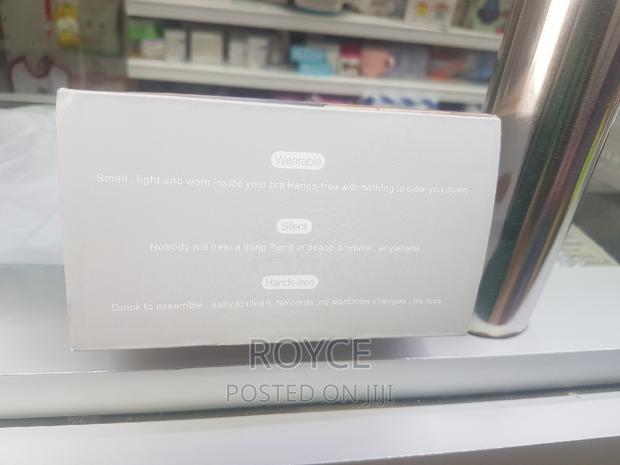 Wearable
Small , light and worn inside your bra Hands-free with nothing to slow you down
Silent
Nobody will hear a thing Pump in peace anytime , anywhere
Hands-free
Quick to assemble , easy to clean. No cords ,no wardrobe changes , no fuss
ROYCE
POSTED ON JIJI